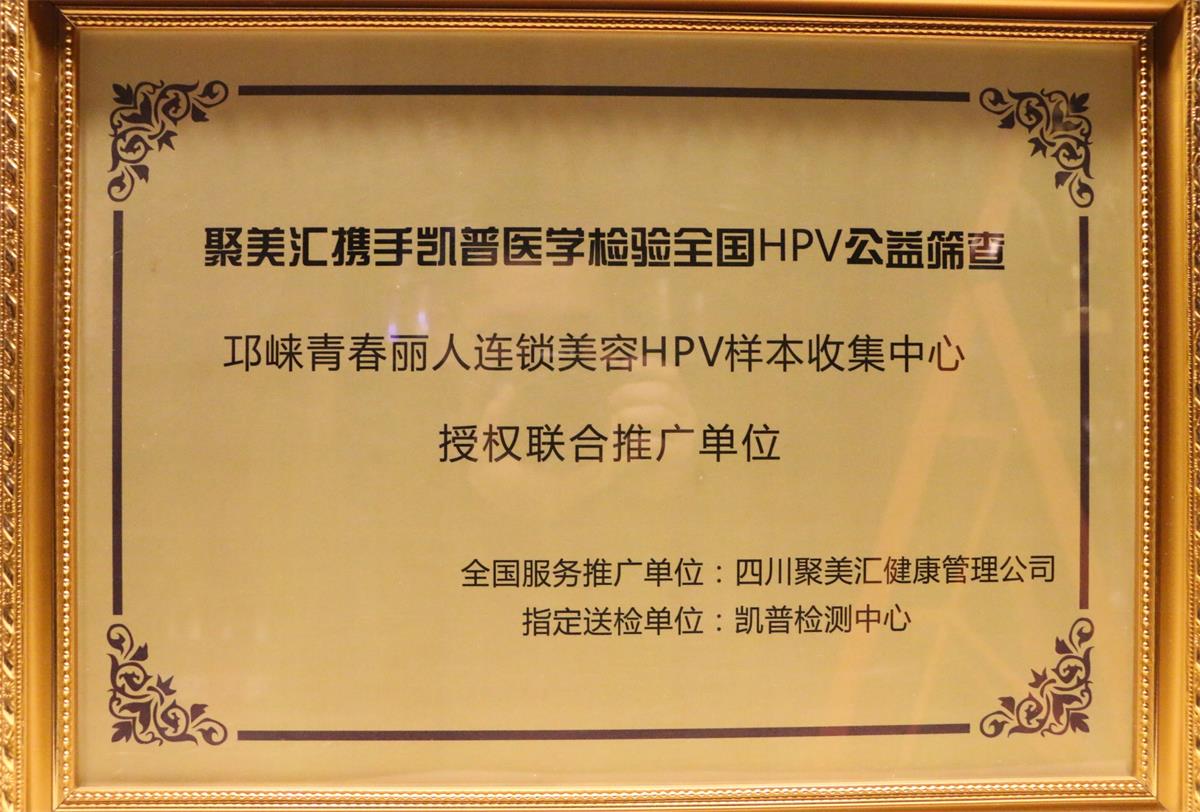 聚美汇携手凯普医学检验全国HPV公益筛查
邛崃青春丽人连锁美容HPV样本收集中心
授权联合推广单位
全国服务推广单位：四川聚美汇健康管理公司
指定送检单位：凯普检测中心